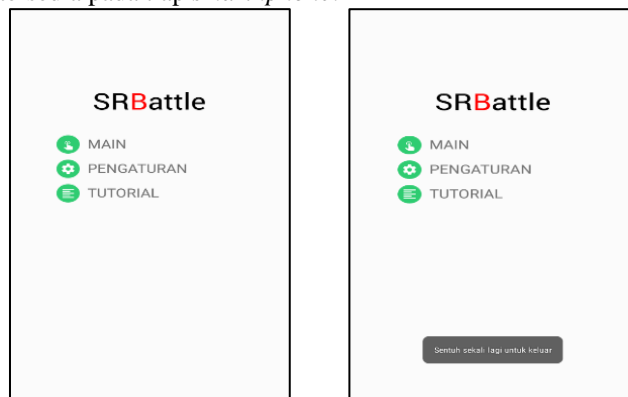 SRBattle
MAIN
PENGATURAN
TUTORIAL
SRBattle
MAIN
PENGATURAN
TUTORIAL
Sentuh sekali lagi untuk keluar